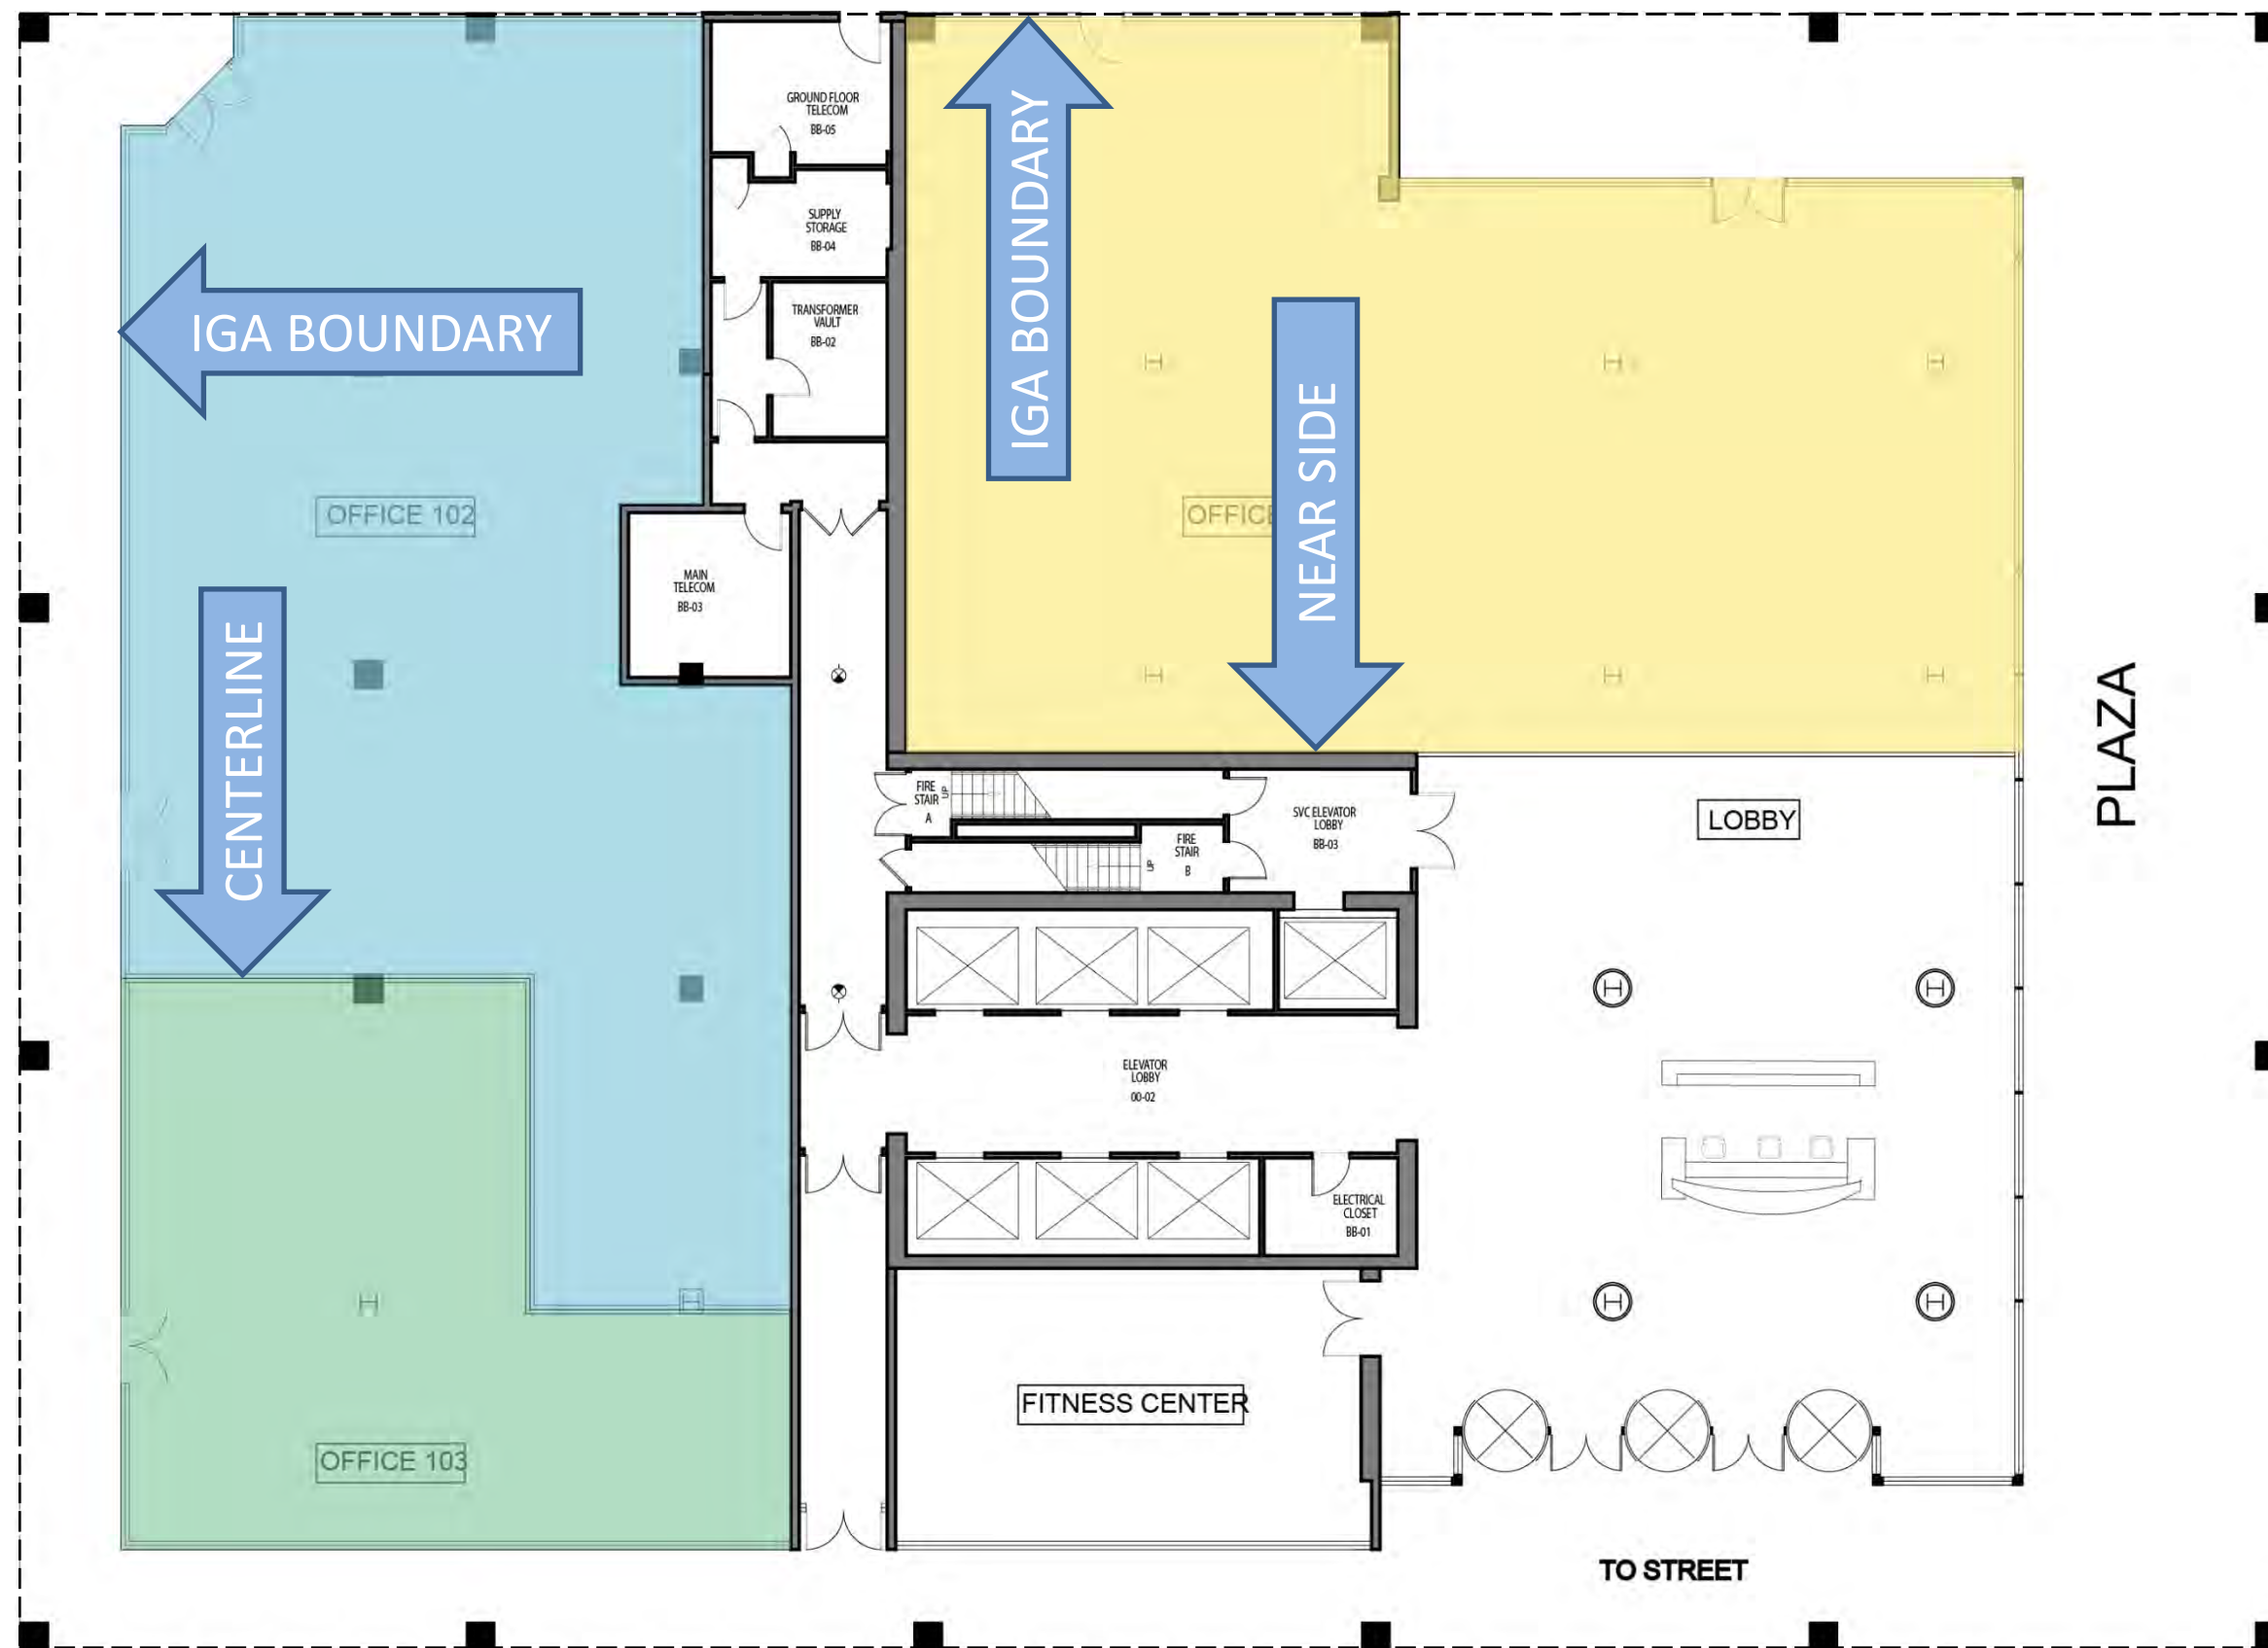 GROUND FLOOR
TELECOM
BB-05
SUPPLY
STORAGE
BB-04
TRANSFORMER
VAULT
BB-02
IGA BOUNDARY
IGA BOUNDARY
NEAR SIDE
OFFICE 102
MAIN
TELECOM
BB-03
CENTERLINE
PLAZA
FIRE
STAIR
A
UP
FIRE
STAIR
B
UP
SVC ELEVATOR
LOBBY
BB-03
LOBBY
ELEVATOR
LOBBY
00-02
ELECTRICAL
CLOSET
BB-01
FITNESS CENTER
OFFICE 103
TO STREET